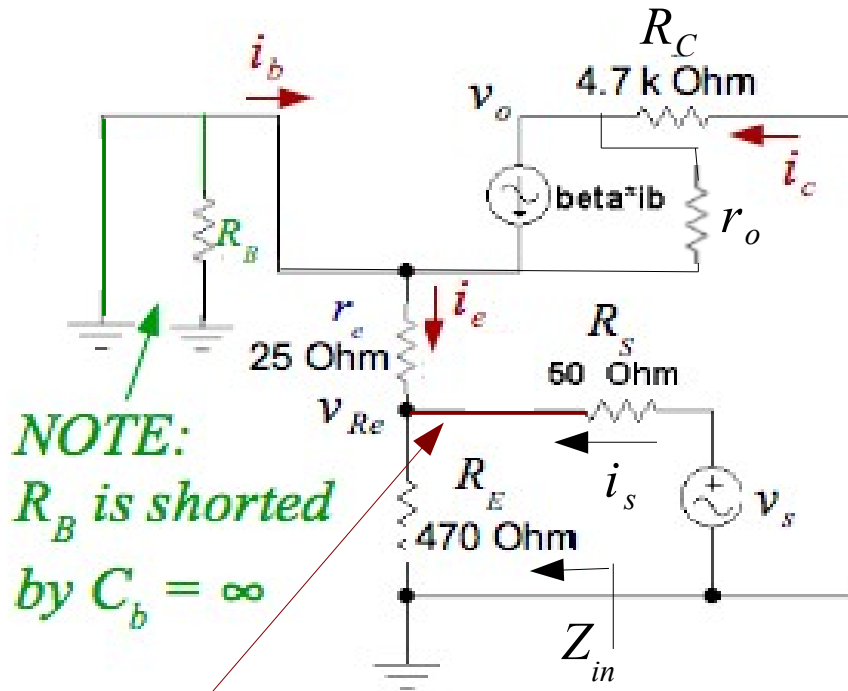 R_C
i_b
4.7 k Ohm
v_o
i_c
beta*ib
r_o
R_B
r_e
i_e
25 Ohm
R_s
50 Ohm
v_Re
NOTE:
R_B is shorted
by C_b = ∞
R_E
i_s
470 Ohm
+
v_s
Z_in